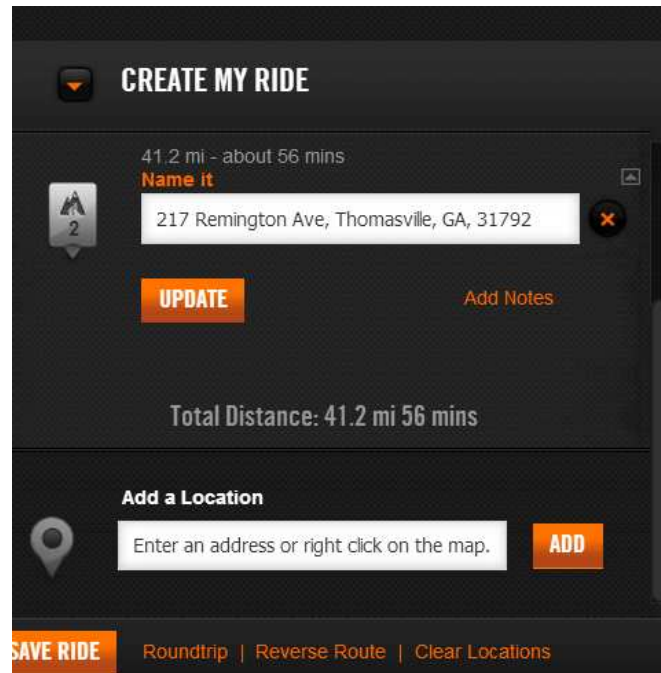 CREATE MY RIDE
41.2 mi - about 56 mins
Name it
2
217 Remington Ave, Thomasville, GA, 31792
UPDATE
Add Notes
Total Distance: 41.2 mi 56 mins
Add a Location
Enter an address or right click on the map.
ADD
SAVE RIDE
Roundtrip | Reverse Route | Clear Locations